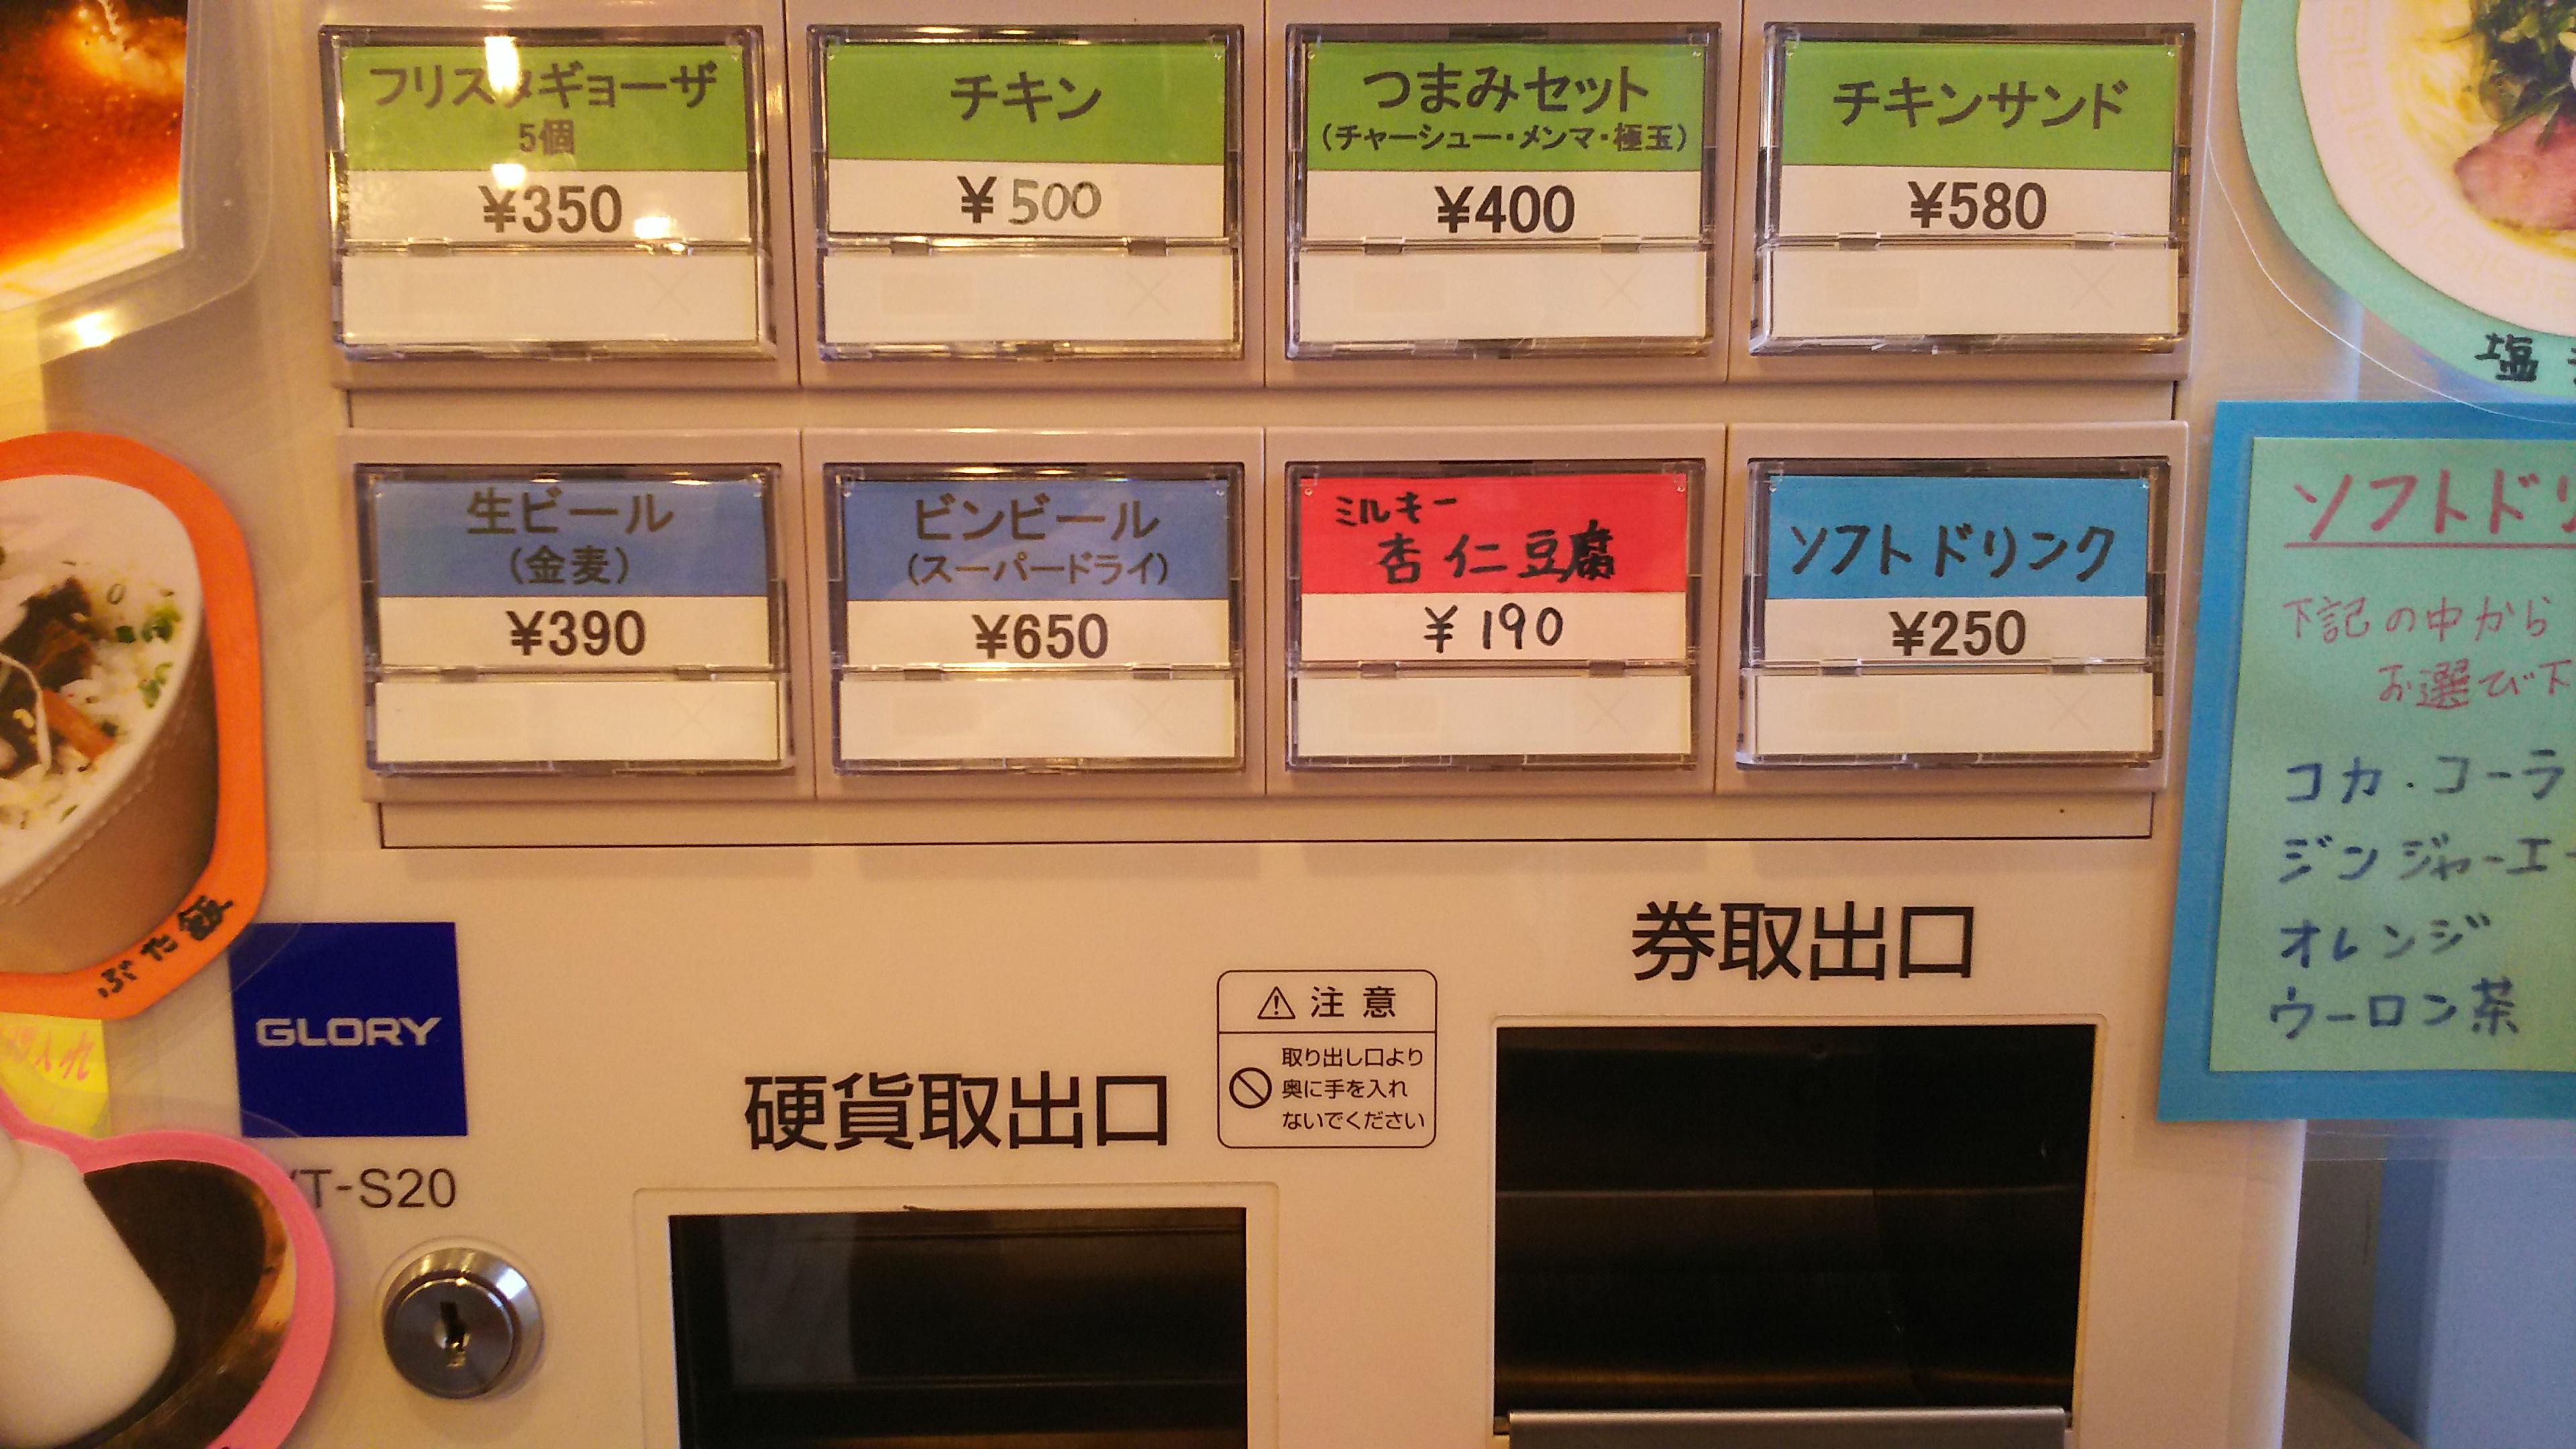 フリスタギョーザ
5個
¥350
チキン
¥500
つまみセット
(チャーシュー・メンマ・極玉)
¥400
チキンサンド
¥580
塩
生ビール
(金麦)
¥390
ビンビール
(スーパードライ)
¥650
ミルキー
杏仁豆腐
¥190
ソフトドリンク
¥250
ソフトドリ
下記の中から
お選び下
コカ・コーラ
ジンジャーエー
オレンジ
ウーロン茶
ぶた飯
GLORY
VT-S20
硬貨取出口
注意
取り出し口より
奥に手を入れ
ないでください
券取出口